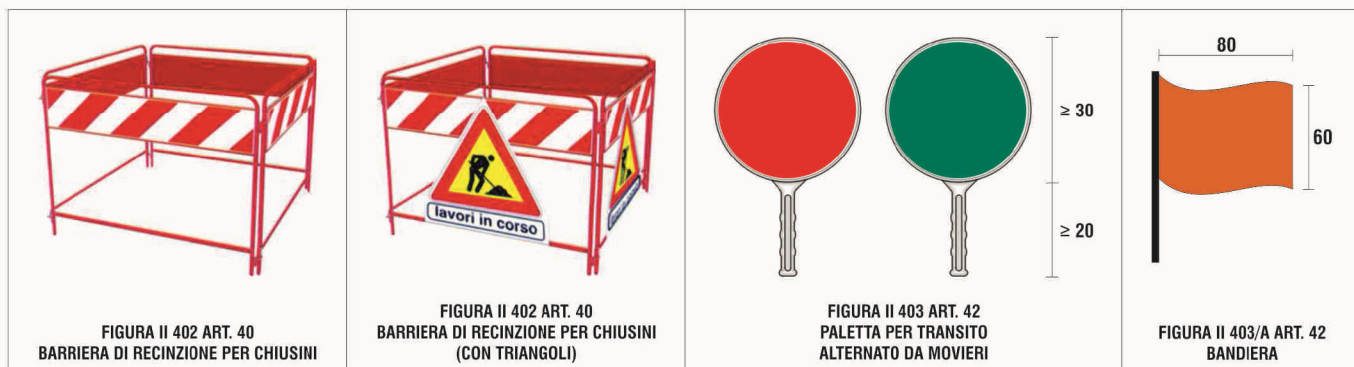 FIGURA II 402 ART. 40
BARRIERA DI RECINZIONE PER CHIUSINI
lavori in corso
FIGURA II 402 ART. 40
BARRIERA DI RECINZIONE PER CHIUSINI
(CON TRIANGOLI)
≥ 30
≥ 20
FIGURA II 403 ART. 42
PALETTA PER TRANSITO
ALTERNATO DA MOVIERI
80
60
FIGURA II 403/A ART. 42
BANDIERA